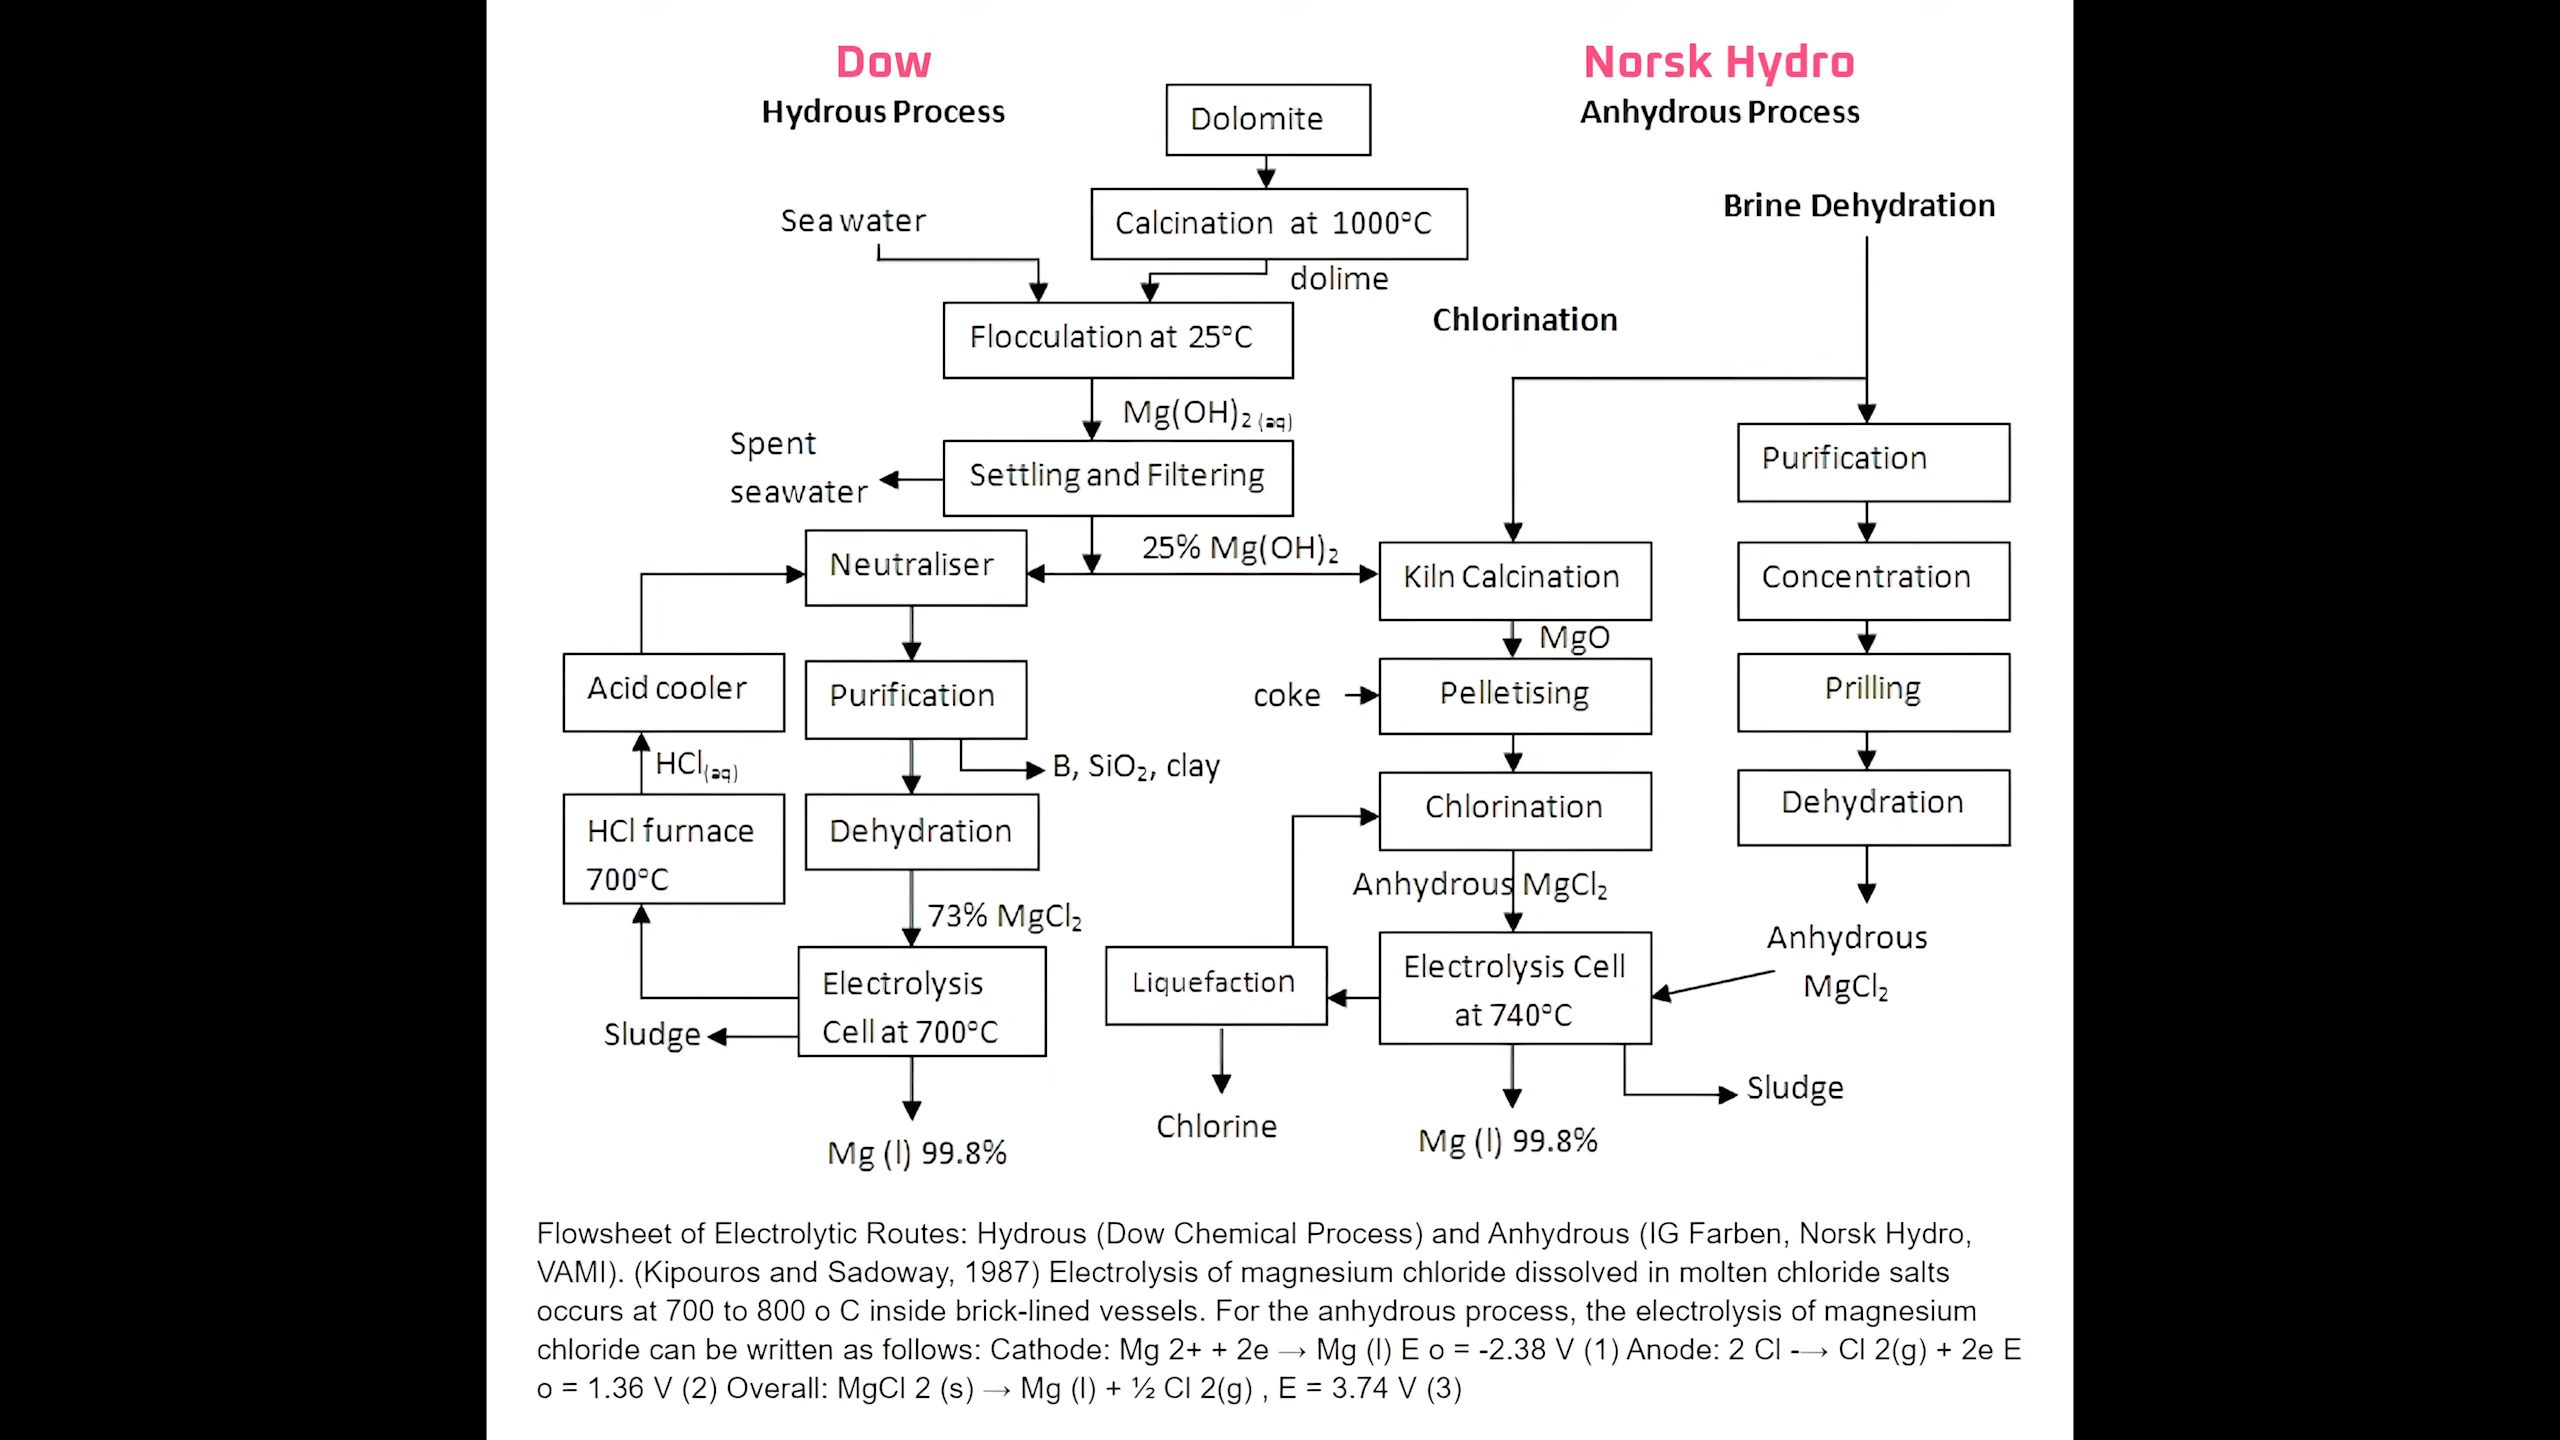 Dow
Norsk Hydro
Hydrous Process
Anhydrous Process
Dolomite
Brine Dehydration
Sea water
Calcination at 1000°C
dolime
Chlorination
Flocculation at 25°C
Mg(OH)₂ (aq)
Spent
seawater
Settling and Filtering
Purification
25% Mg(OH)₂
Neutraliser
Kiln Calcination
Concentration
MgO
Acid cooler
Purification
coke
Pelletising
Prilling
HCl(aq)
B, SiO₂, clay
HCl furnace
700°C
Dehydration
Chlorination
Dehydration
73% MgCl₂
Anhydrous MgCl₂
Anhydrous
MgCl₂
Electrolysis
Cell at 700°C
Liquefaction
Electrolysis Cell
at 740°C
Sludge
Sludge
Chlorine
Mg (l) 99.8%
Mg (l) 99.8%
Flowsheet of Electrolytic Routes: Hydrous (Dow Chemical Process) and Anhydrous (IG Farben, Norsk Hydro,
VAMI). (Kipouros and Sadoway, 1987) Electrolysis of magnesium chloride dissolved in molten chloride salts
occurs at 700 to 800 o C inside brick-lined vessels. For the anhydrous process, the electrolysis of magnesium
chloride can be written as follows: Cathode: Mg 2+ + 2e → Mg (l) E o = -2.38 V (1) Anode: 2 Cl -→ Cl 2(g) + 2e E
o = 1.36 V (2) Overall: MgCl 2 (s) → Mg (l) + ½ Cl 2(g) , E = 3.74 V (3)